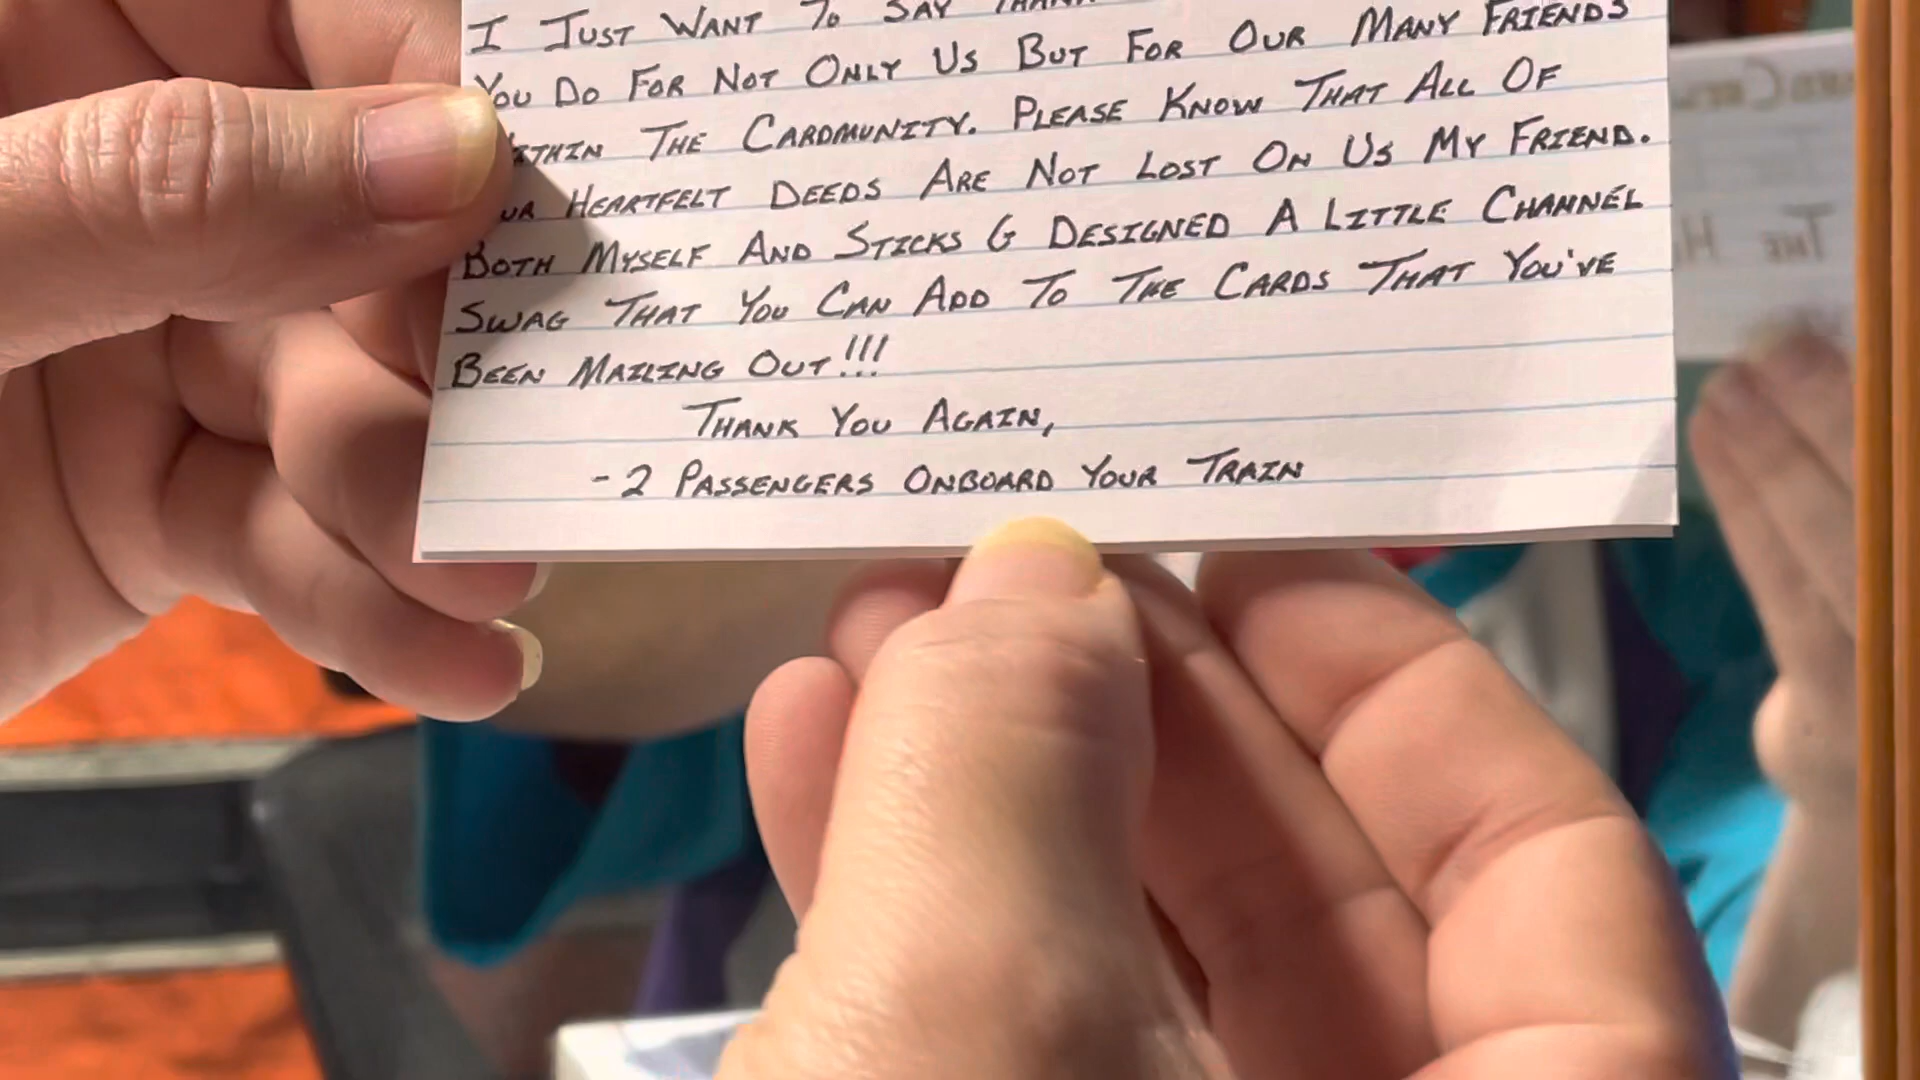 I JUST WANT TO SAY THANK
YOU DO FOR NOT ONLY US BUT FOR OUR MANY FRIENDS
WITHIN THE CARDMUNITY. PLEASE KNOW THAT ALL OF
HEARTFELT DEEDS ARE NOT LOST ON US MY FRIEND.
BOTH MYSELF AND STICKS G DESIGNED A LITTLE CHANNEL
SWAG THAT YOU CAN ADD TO THE CARDS THAT YOU'VE
BEEN MAILING OUT!!!
THANK YOU AGAIN,
- 2 PASSENGERS ONBOARD YOUR TRAIN